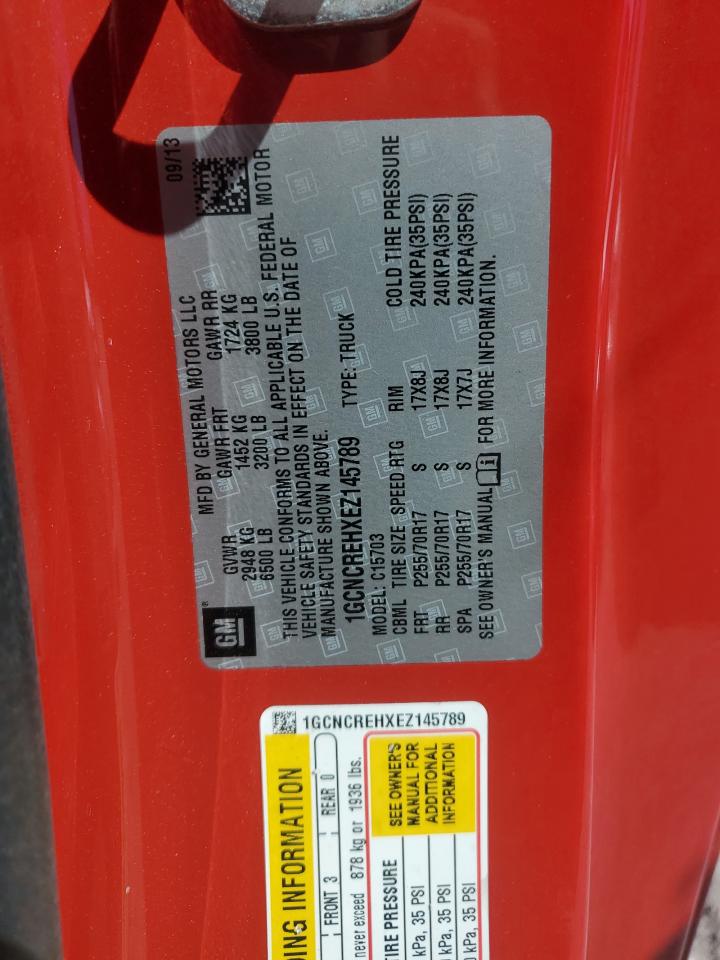 GM®
MFD BY GENERAL MOTORS LLC 09/13
GVWR GAWR FRT GAWR RR
2948 KG 1452 KG 1724 KG
6500 LB 3200 LB 3800 LB
THIS VEHICLE CONFORMS TO ALL APPLICABLE U.S. FEDERAL MOTOR
VEHICLE SAFETY STANDARDS IN EFFECT ON THE DATE OF
MANUFACTURE SHOWN ABOVE.
1GCNCREHXEZ145789 TYPE: TRUCK
MODEL: C15703
CBML TIRE SIZE SPEED RTG RIM COLD TIRE PRESSURE
FRT P255/70R17 S 17X8J 240KPA(35PSI)
RR P255/70R17 S 17X8J 240KPA(35PSI)
SPA P255/70R17 S 17X7J 240KPA(35PSI)
SEE OWNER'S MANUAL FOR MORE INFORMATION.
1GCNCREHXEZ145789
DING INFORMATION
FRONT 3 REAR 0
never exceed 878 kg or 1936 lbs.
TIRE PRESSURE
kPa, 35 PSI
kPa, 35 PSI
0 kPa, 35 PSI
SEE OWNER'S
MANUAL FOR
ADDITIONAL
INFORMATION